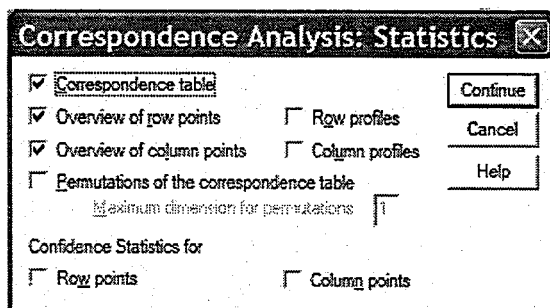 Correspondence Analysis: Statistics
Correspondence table
Continue
Overview of row points
Row profiles
Cancel
Overview of column points
Column profiles
Permutations of the correspondence table
Help
Maximum dimension for permutations 1
Confidence Statistics for
Row points
Column points